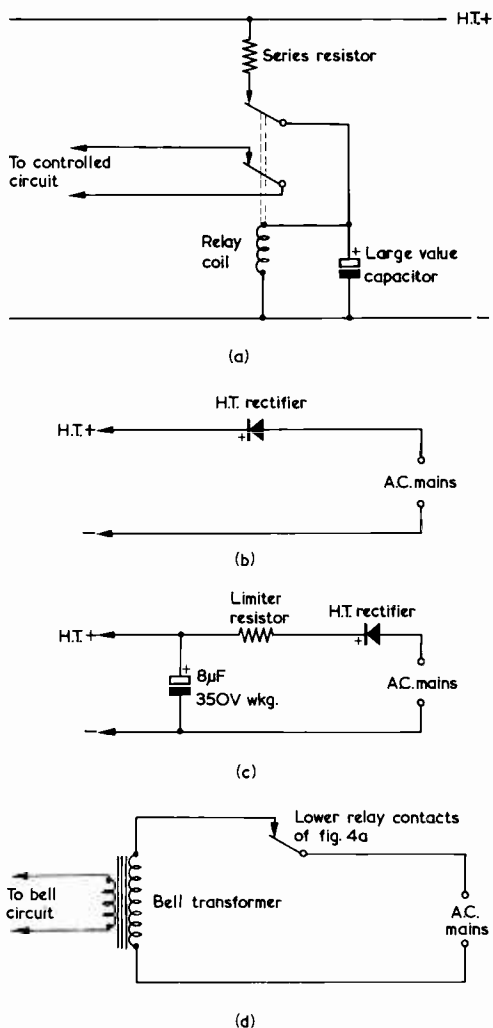 H.T.+
Series resistor
To controlled
circuit
Relay
coil
+
Large value
capacitor
−
(a)
H.T. rectifier
H.T.+
+
A.C. mains
−
(b)
Limiter
resistor
H.T. rectifier
H.T.+
+
+
8µF
350V wkg.
A.C. mains
−
(c)
Lower relay contacts
of fig. 4a
To bell
circuit
Bell transformer
A.C.
mains
(d)